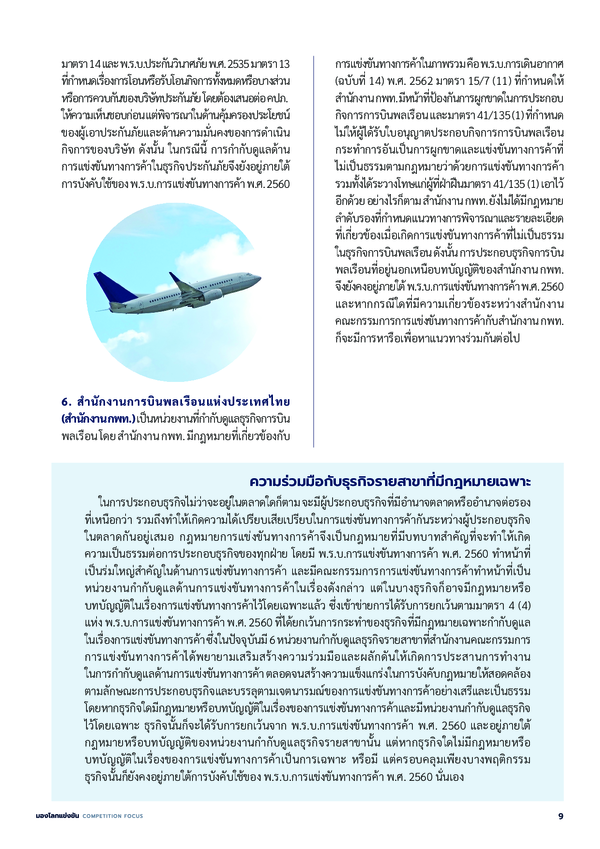 มาตรา 14 และ พ.ร.บ.ประกันวินาศภัย พ.ศ. 2535 มาตรา 13
ที่กำหนดเรื่องการโอนหรือรับโอนกิจการทั้งหมดหรือบางส่วน
หรือการควบกันของบริษัทประกันภัย โดยต้องเสนอต่อ คปภ.
ให้ความเห็นชอบก่อน และพิจารณาในด้านคุ้มครองประโยชน์
ของผู้เอาประกันภัยและด้านความมั่นคงของการดำเนิน
กิจการของบริษัท ดังนั้น ในกรณีนี้ การกำกับดูแลด้าน
การแข่งขันทางการค้าในธุรกิจประกันภัยจึงยังอยู่ภายใต้
การบังคับใช้ของ พ.ร.บ.การแข่งขันทางการค้า พ.ศ. 2560
6. สำนักงานการบินพลเรือนแห่งประเทศไทย
(สำนักงาน กพท.) เป็นหน่วยงานที่กำกับดูแลธุรกิจการบิน
พลเรือน โดย สำนักงาน กพท. มีกฎหมายที่เกี่ยวข้องกับ
การแข่งขันทางการค้าในภาพรวม คือ พ.ร.บ.การเดินอากาศ
(ฉบับที่ 14) พ.ศ. 2562 มาตรา 15/7 (11) ที่กำหนดให้
สำนักงาน กพท. มีหน้าที่ป้องกันการผูกขาดในการประกอบ
กิจการการบินพลเรือน และมาตรา 41/135 (1) ที่กำหนด
ไม่ให้ผู้ได้รับใบอนุญาตประกอบกิจการการบินพลเรือน
กระทำการอันเป็นการผูกขาดและแข่งขันทางการค้าที่
ไม่เป็นธรรมตามกฎหมายว่าด้วยการแข่งขันทางการค้า
รวมทั้งได้ระวางโทษแก่ผู้ที่ฝ่าฝืนมาตรา 41/135 (1) เอาไว้
อีกด้วย อย่างไรก็ตาม สำนักงาน กพท. ยังไม่ได้มีกฎหมาย
ลำดับรองที่กำหนดแนวทางการพิจารณาและรายละเอียด
ที่เกี่ยวข้องเมื่อเกิดการแข่งขันทางการค้าที่ไม่เป็นธรรม
ในธุรกิจการบินพลเรือน ดังนั้น การประกอบธุรกิจการบิน
พลเรือนที่อยู่นอกเหนือบทบัญญัติของสำนักงาน กพท.
จึงยังคงอยู่ภายใต้ พ.ร.บ.การแข่งขันทางการค้า พ.ศ. 2560
และหากกรณีใดที่มีความเกี่ยวข้องระหว่างสำนักงาน
คณะกรรมการการแข่งขันทางการค้ากับสำนักงาน กพท.
ก็จะมีการหารือเพื่อหาแนวทางร่วมกันต่อไป
ความร่วมมือกับธุรกิจรายสาขาที่มีกฎหมายเฉพาะ
ในการประกอบธุรกิจไม่ว่าจะอยู่ในตลาดใดก็ตาม จะมีผู้ประกอบธุรกิจที่มีอำนาจตลาดหรืออำนาจต่อรอง
ที่เหนือกว่า รวมถึงทำให้เกิดความได้เปรียบเสียเปรียบในการแข่งขันทางการค้ากันระหว่างผู้ประกอบธุรกิจ
ในตลาดกันอยู่เสมอ กฎหมายการแข่งขันทางการค้าจึงเป็นกฎหมายที่มีบทบาทสำคัญที่จะทำให้เกิด
ความเป็นธรรมต่อการประกอบธุรกิจของทุกฝ่าย โดยมี พ.ร.บ.การแข่งขันทางการค้า พ.ศ. 2560 ทำหน้าที่
เป็นร่มใหญ่สำคัญในด้านการแข่งขันทางการค้า และมีคณะกรรมการการแข่งขันทางการค้าทำหน้าที่เป็น
หน่วยงานกำกับดูแลด้านการแข่งขันทางการค้าในเรื่องดังกล่าว แต่ในบางธุรกิจก็อาจมีกฎหมายหรือ
บทบัญญัติในเรื่องการแข่งขันทางการค้าไว้โดยเฉพาะแล้ว ซึ่งเข้าข่ายการได้รับการยกเว้นตามมาตรา 4 (4)
แห่ง พ.ร.บ.การแข่งขันทางการค้า พ.ศ. 2560 ที่ได้ยกเว้นการกระทำของธุรกิจที่มีกฎหมายเฉพาะกำกับดูแล
ในเรื่องการแข่งขันทางการค้า ซึ่งในปัจจุบันมี 6 หน่วยงานกำกับดูแลธุรกิจรายสาขาที่สำนักงานคณะกรรมการ
การแข่งขันทางการค้าได้พยายามเสริมสร้างความร่วมมือและผลักดันให้เกิดการประสานการทำงาน
ในการกำกับดูแลด้านการแข่งขันทางการค้า ตลอดจนสร้างความแข็งแกร่งในการบังคับกฎหมายให้สอดคล้อง
ตามลักษณะการประกอบธุรกิจและบรรลุตามเจตนารมณ์ของการแข่งขันทางการค้าอย่างเสรีและเป็นธรรม
โดยหากธุรกิจใดมีกฎหมายหรือบทบัญญัติในเรื่องของการแข่งขันทางการค้าและมีหน่วยงานกำกับดูแลธุรกิจ
ไว้โดยเฉพาะ ธุรกิจนั้นก็จะได้รับการยกเว้นจาก พ.ร.บ.การแข่งขันทางการค้า พ.ศ. 2560 และอยู่ภายใต้
กฎหมายหรือบทบัญญัติของหน่วยงานกำกับดูแลธุรกิจรายสาขานั้น แต่หากธุรกิจใดไม่มีกฎหมายหรือ
บทบัญญัติในเรื่องของการแข่งขันทางการค้าเป็นการเฉพาะ หรือมี แต่ครอบคลุมเพียงบางพฤติกรรม
ธุรกิจนั้นก็ยังคงอยู่ภายใต้การบังคับใช้ของ พ.ร.บ.การแข่งขันทางการค้า พ.ศ. 2560 นั่นเอง
มองโลกแข่งขัน COMPETITION FOCUS
9